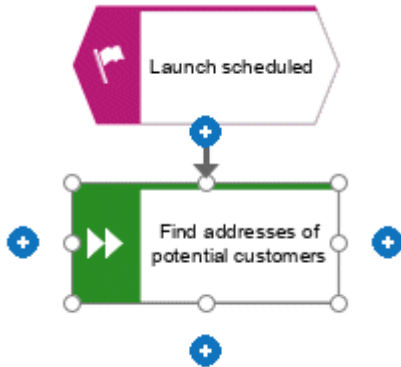 Launch scheduled
Find addresses of
potential customers